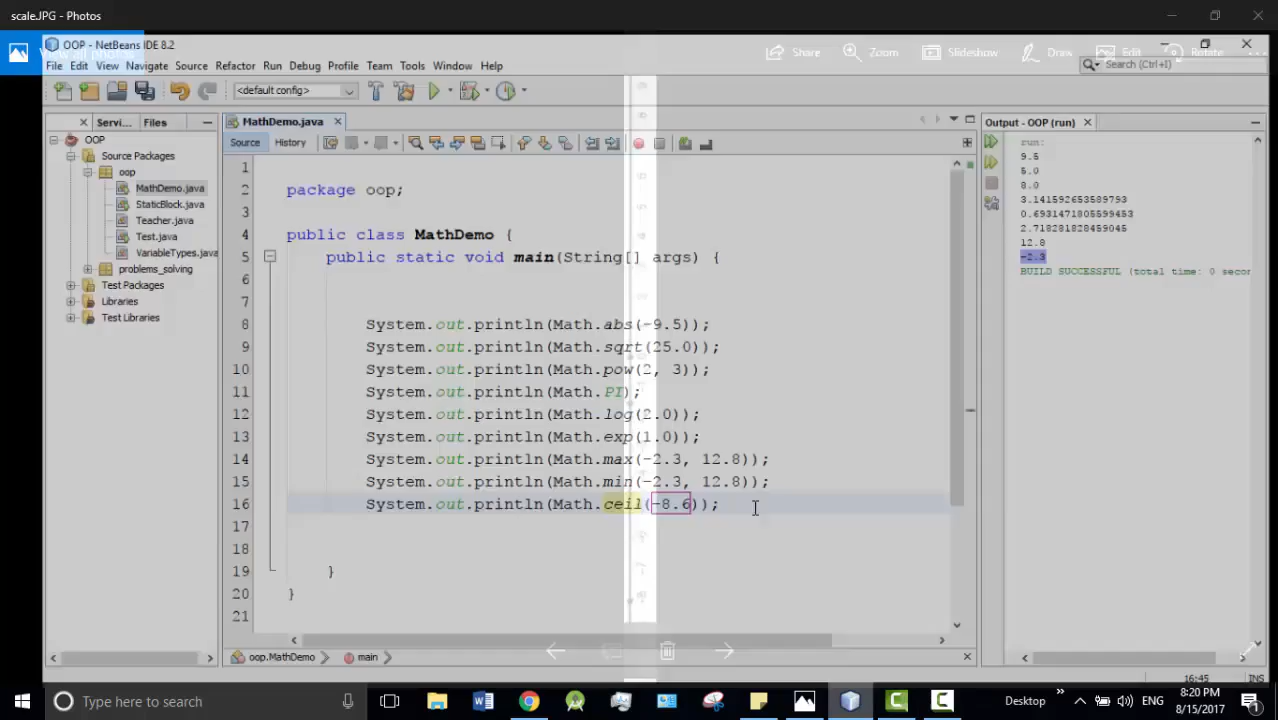 scaleJPG - Photos
OOP - NetBeans IDE 8.2
Share Zoom Slideshow Draw Edit Rotate
File Edit View Navigate Source Refactor Run Debug Profile Team Tools Window Help
Search (Ctrl+I)
<default config>
Servi... Files
MathDemo.java
Output - OOP (run)
Source History
OOP
Source Packages
oop
MathDemo.java
StaticBlock.java
Teacher.java
Test.java
VariableTypes.java
problems_solving
Test Packages
Libraries
Test Libraries
1
2 package oop;
3
4 public class MathDemo {
5 public static void main(String[] args) {
6
7
8 System.out.println(Math.abs(-9.5));
9 System.out.println(Math.sqrt(25.0));
10 System.out.println(Math.pow(2, 3));
11 System.out.println(Math.PI);
12 System.out.println(Math.log(2.0));
13 System.out.println(Math.exp(1.0));
14 System.out.println(Math.max(-2.3, 12.8));
15 System.out.println(Math.min(-2.3, 12.8));
16 System.out.println(Math.ceil(-8.6));
17
18
19 }
20 }
21
run:
9.5
5.0
8.0
3.141592653589793
0.6931471805599453
2.718281828459045
12.8
-2.3
BUILD SUCCESSFUL (total time: 0 secor
oop.MathDemo main
16:45 INS
Type here to search
Desktop
ENG
8:20 PM
8/15/2017